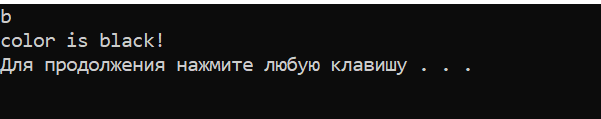 b
color is black!
Для продолжения нажмите любую клавишу . . .